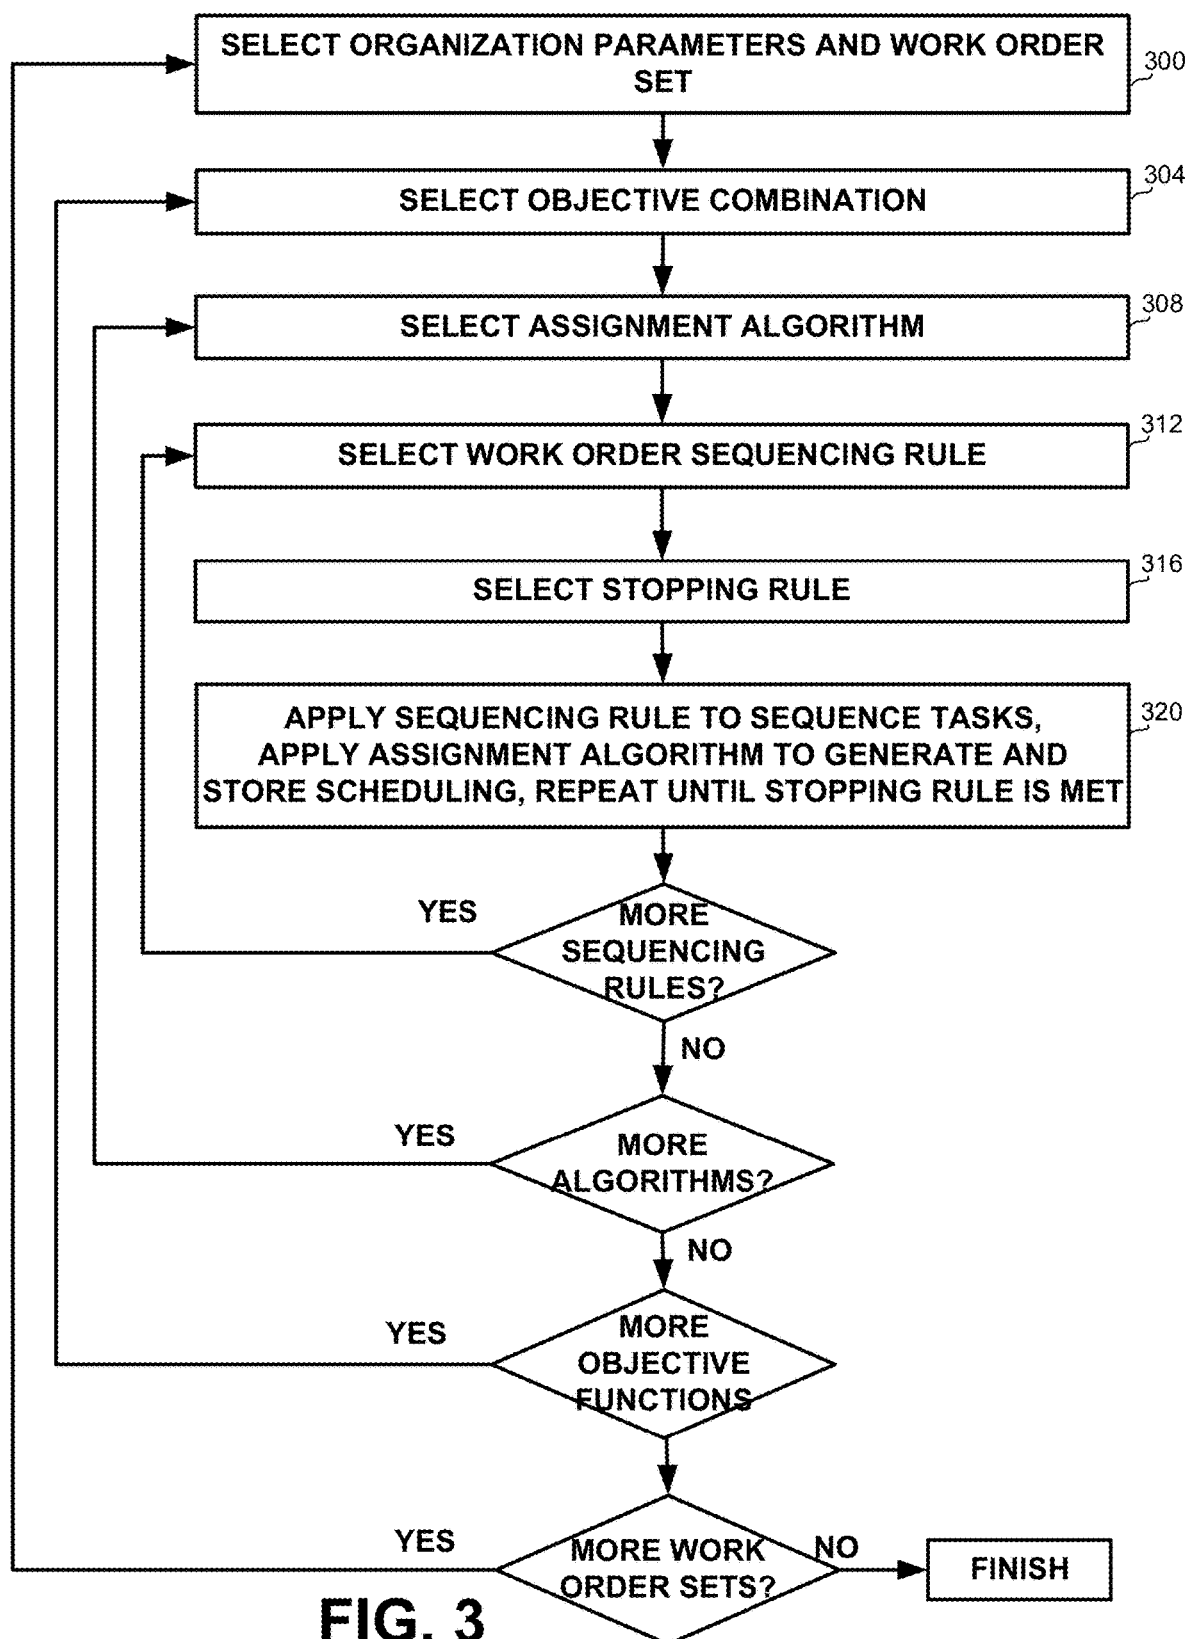 SELECT ORGANIZATION PARAMETERS AND WORK ORDER
SET
300
304
SELECT OBJECTIVE COMBINATION
308
SELECT ASSIGNMENT ALGORITHM
312
SELECT WORK ORDER SEQUENCING RULE
316
SELECT STOPPING RULE
320
APPLY SEQUENCING RULE TO SEQUENCE TASKS,
APPLY ASSIGNMENT ALGORITHM TO GENERATE AND
STORE SCHEDULING, REPEAT UNTIL STOPPING RULE IS MET
YES
MORE
SEQUENCING
RULES?
NO
YES
MORE
ALGORITHMS?
NO
YES
MORE
OBJECTIVE
FUNCTIONS
YES
MORE WORK
ORDER SETS?
NO
FINISH
FIG. 3